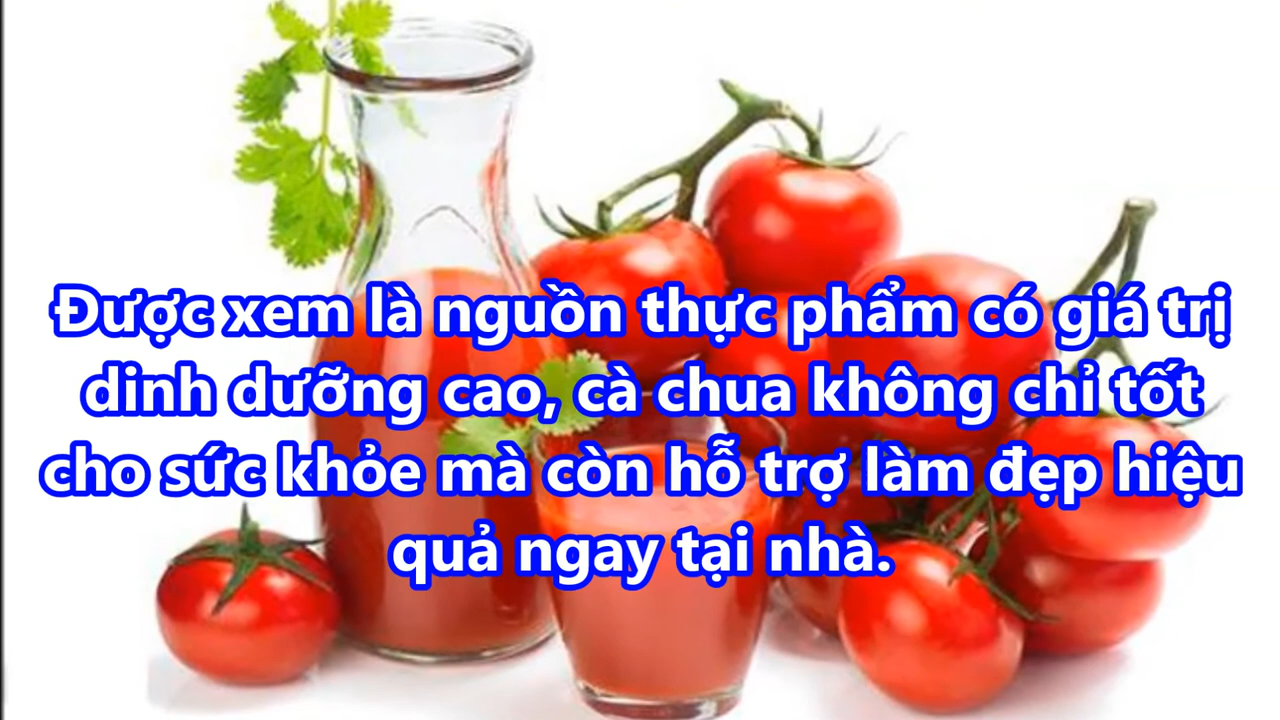 Được xem là nguồn thực phẩm có giá trị
dinh dưỡng cao, cà chua không chỉ tốt
cho sức khỏe mà còn hỗ trợ làm đẹp hiệu
quả ngay tại nhà.